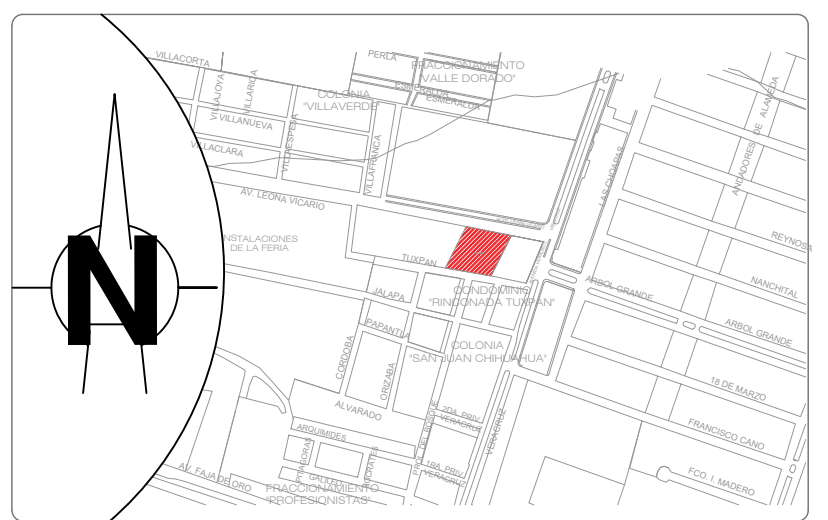 PERLA
VILLACORTA
FRACCIONAMIENTO
"VALLE DORADO"
VILLAJOYA
VILLARICA
COLONIA
"VILLAVERDE"
ESMERALDA
ESMERALDA
ANDADORES DE ALAMEDA
VILLANUEVA
VILLAESPESA
VILLACLARA
VILLAFRANCA
LAS CHOAPAS
AV. LEONA VICARIO
REYNOSA
N
INSTALACIONES
DE LA FERIA
TUXPAN
NANCHITAL
JALAPA
CONDOMINIO
"RINCONADA TUXPAN"
ARBOL GRANDE
PAPANTLA
ARBOL GRANDE
COLONIA
"SAN JUAN CHIHUAHUA"
CORDOBA
ORIZABA
18 DE MARZO
ALVARADO
2DA. PRIV.
VERACRUZ
VERACRUZ
FRANCISCO CANO
ARQUIMIDES
PITAGORAS
1RA. PRIV.
VERACRUZ
AV. FAJA DE ORO
GALILEO
FCO. I. MADERO
FRACCIONAMIENTO
"PROFESIONISTAS"